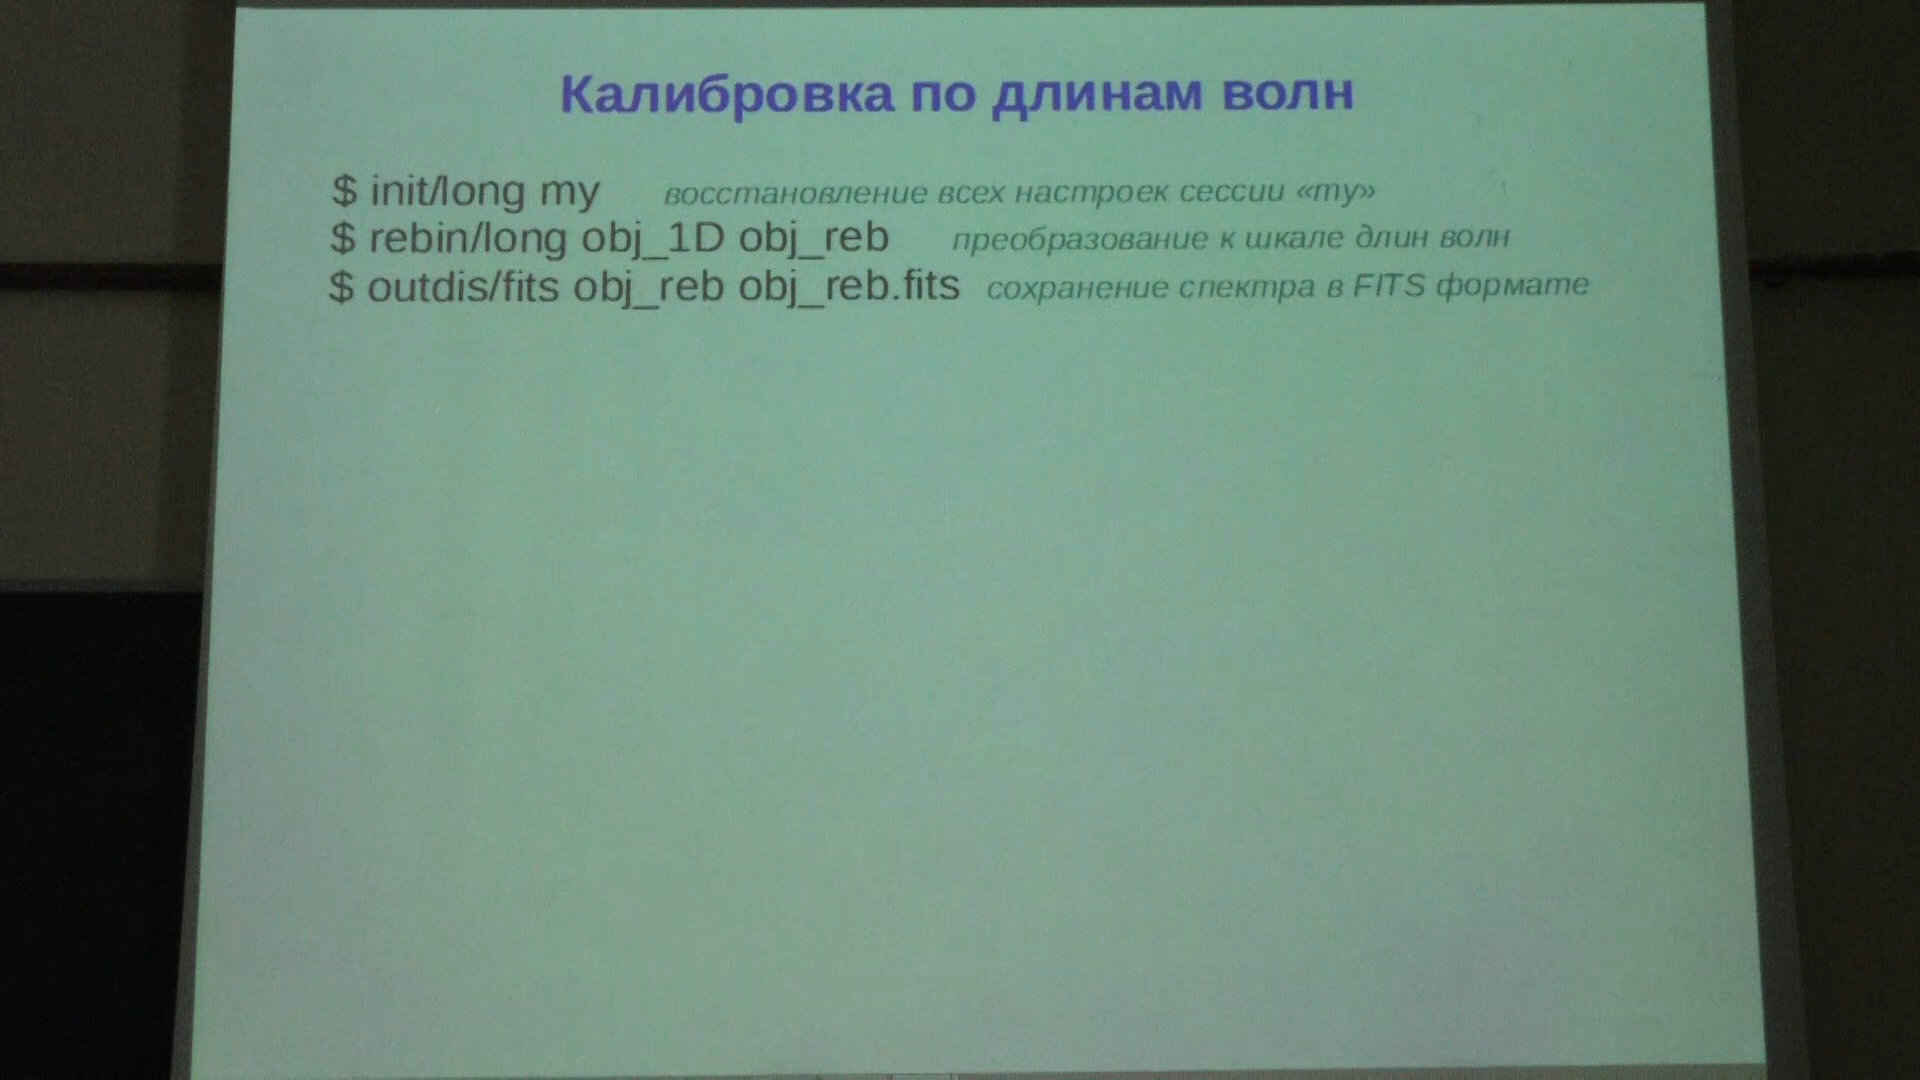 Калибровка по длинам волн
$ init/long my восстановление всех настроек сессии «my»
$ rebin/long obj_1D obj_reb преобразование к шкале длин волн
$ outdis/fits obj_reb obj_reb.fits сохранение спектра в FITS формате